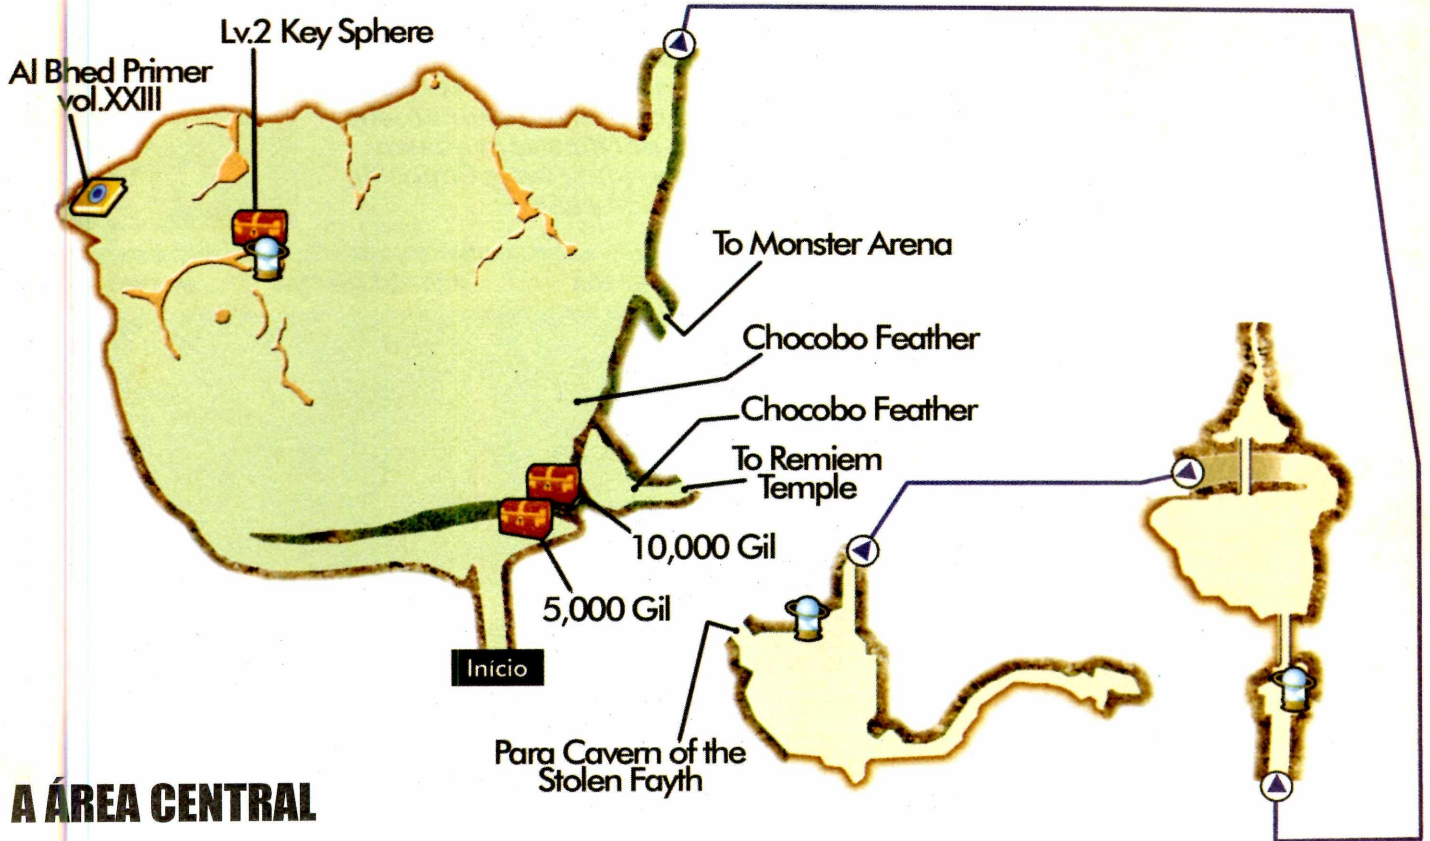 Lv.2 Key Sphere
Al Bhed Primer
vol.XXIII
To Monster Arena
Chocobo Feather
Chocobo Feather
To Remiem
Temple
10,000 Gil
5,000 Gil
Início
Para Cavern of the
Stolen Fayth
A ÁREA CENTRAL